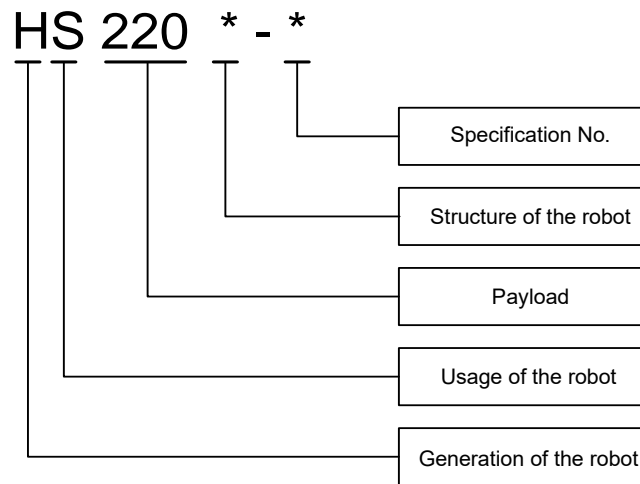 HS 220 * - *
Specification No.
Structure of the robot
Payload
Usage of the robot
Generation of the robot